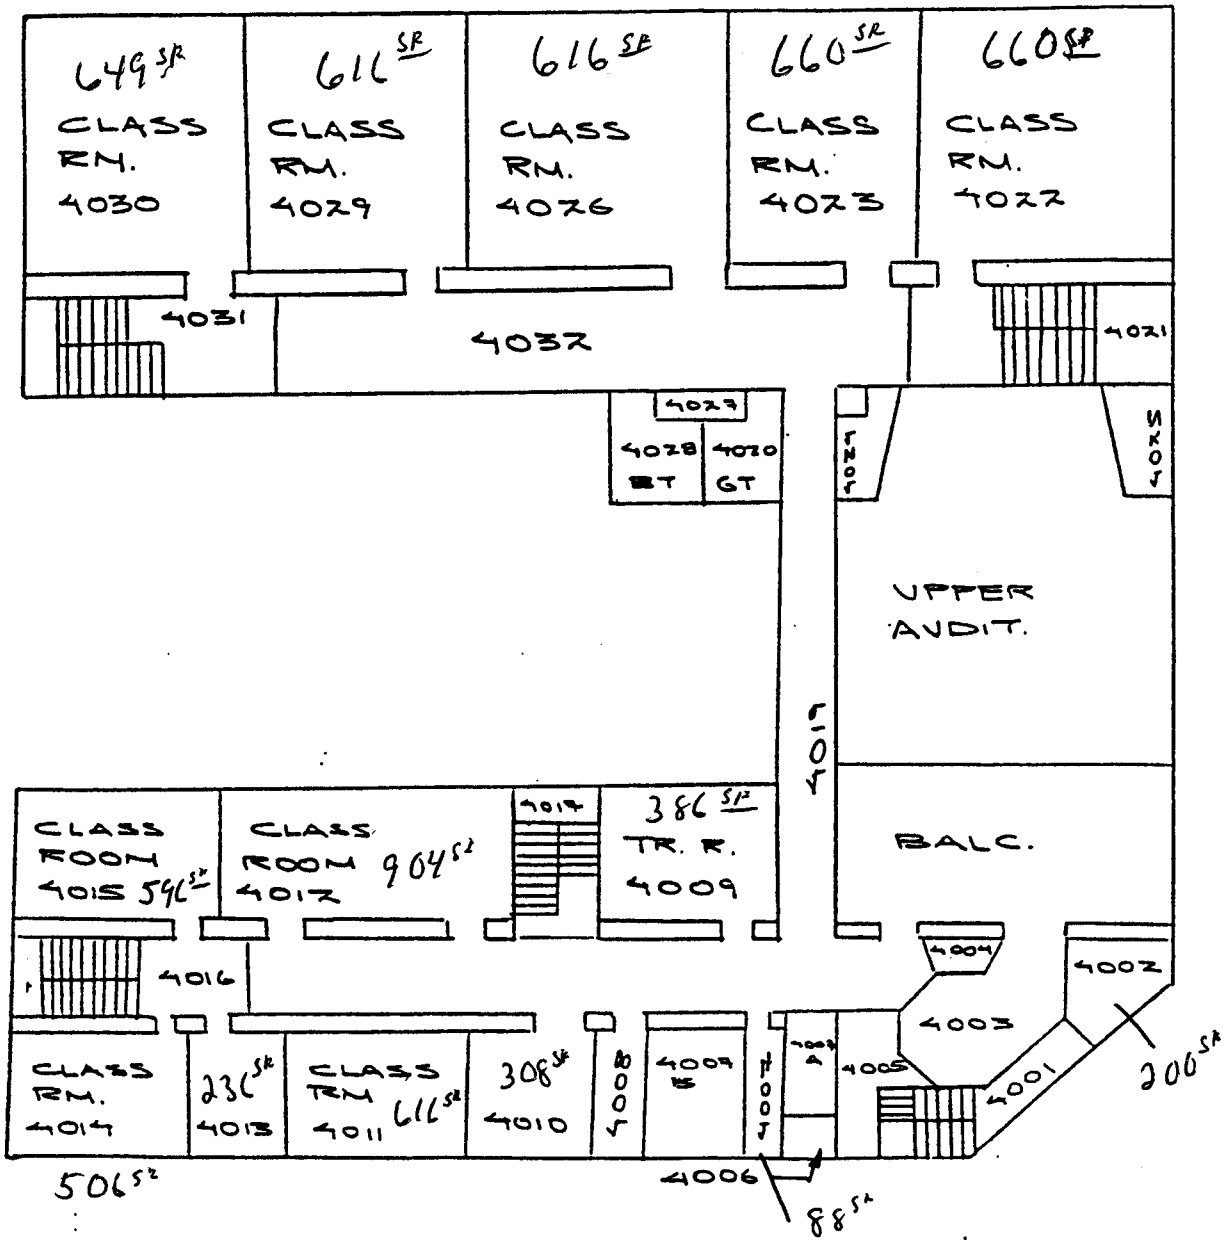 649 SF
CLASS
RM.
4030
616 SF
CLASS
RM.
4029
616 SF
CLASS
RM.
4026
660 SF
CLASS
RM.
4023
660 SF
CLASS
RM.
4022
4031
4032
4021
4027
4028
BT
4020
GT
UPPER
AUDIT.
4019
BALC.
CLASS
ROOM
4015 596 SF
CLASS
ROOM 904 SF
4012
4017
386 SF
TR. R.
4009
4016
4004
4002
4003
4001
200 SF
CLASS
RM.
4014
506 SF
236 SF
4013
CLASS
RM 616 SF
4011
308 SF
4010
4008
4007
B
4007
A
4005
4006
88 SF